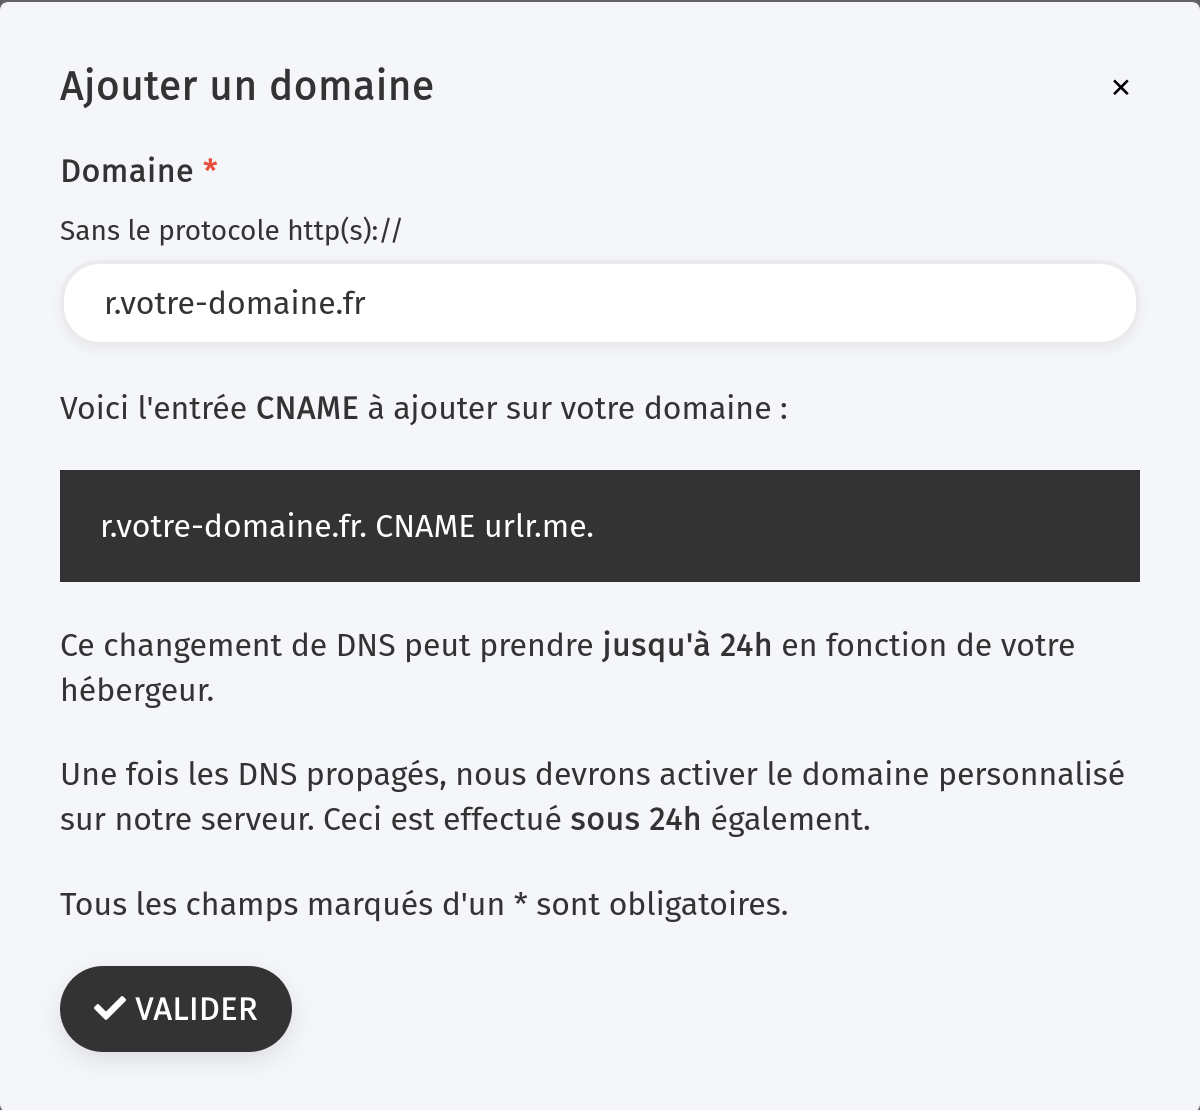 Ajouter un domaine
Domaine *
Sans le protocole http(s)://
r.votre-domaine.fr
Voici l'entrée CNAME à ajouter sur votre domaine :
r.votre-domaine.fr. CNAME urlr.me.
Ce changement de DNS peut prendre jusqu'à 24h en fonction de votre
hébergeur.
Une fois les DNS propagés, nous devrons activer le domaine personnalisé
sur notre serveur. Ceci est effectué sous 24h également.
Tous les champs marqués d'un * sont obligatoires.
VALIDER